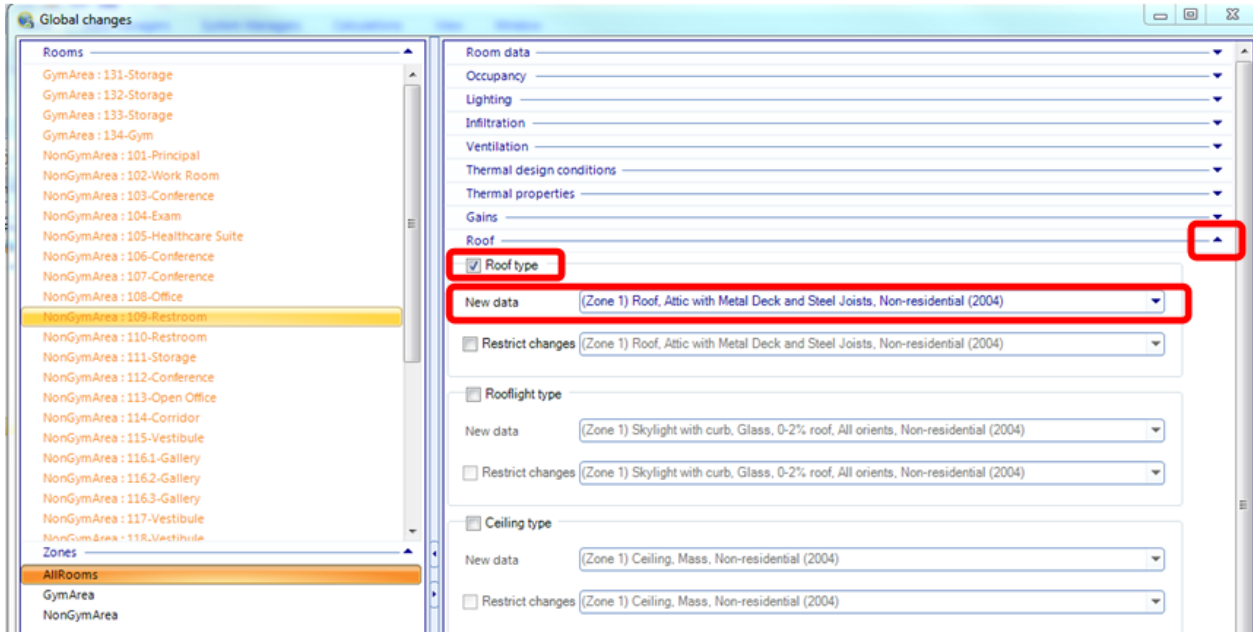 Global changes
Rooms
GymArea : 131-Storage
GymArea : 132-Storage
GymArea : 133-Storage
GymArea : 134-Gym
NonGymArea : 101-Principal
NonGymArea : 102-Work Room
NonGymArea : 103-Conference
NonGymArea : 104-Exam
NonGymArea : 105-Healthcare Suite
NonGymArea : 106-Conference
NonGymArea : 107-Conference
NonGymArea : 108-Office
NonGymArea : 109-Restroom
NonGymArea : 110-Restroom
NonGymArea : 111-Storage
NonGymArea : 112-Conference
NonGymArea : 113-Open Office
NonGymArea : 114-Corridor
NonGymArea : 115-Vestibule
NonGymArea : 116.1-Gallery
NonGymArea : 116.2-Gallery
NonGymArea : 116.3-Gallery
NonGymArea : 117-Vestibule
NonGymArea : 118-Vestibule
Zones
AllRooms
GymArea
NonGymArea
Room data
Occupancy
Lighting
Infiltration
Ventilation
Thermal design conditions
Thermal properties
Gains
Roof
Roof type
New data (Zone 1) Roof, Attic with Metal Deck and Steel Joists, Non-residential (2004)
Restrict changes (Zone 1) Roof, Attic with Metal Deck and Steel Joists, Non-residential (2004)
Rooflight type
New data (Zone 1) Skylight with curb, Glass, 0-2% roof, All orients, Non-residential (2004)
Restrict changes (Zone 1) Skylight with curb, Glass, 0-2% roof, All orients, Non-residential (2004)
Ceiling type
New data (Zone 1) Ceiling, Mass, Non-residential (2004)
Restrict changes (Zone 1) Ceiling, Mass, Non-residential (2004)